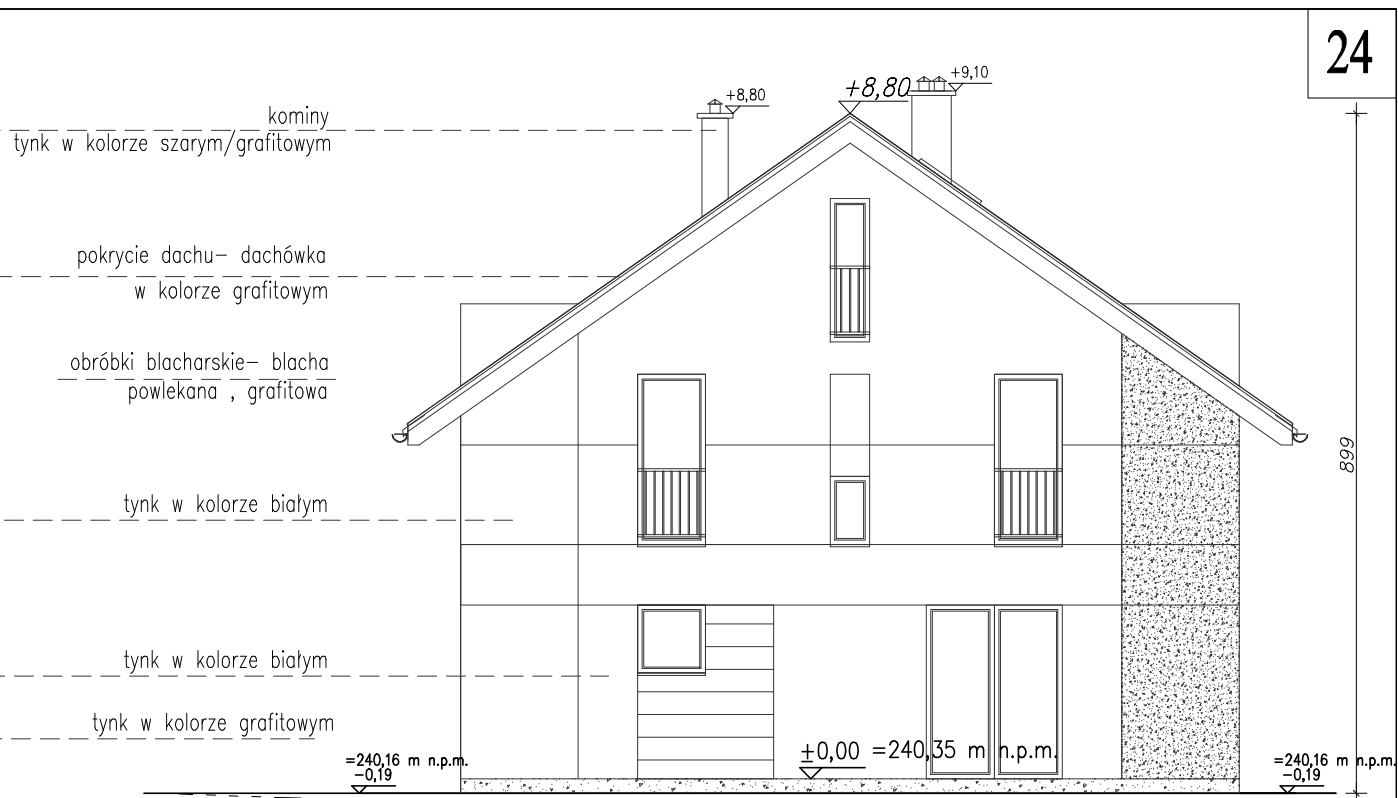 24
+9,10
+8,80
+8,80
kominy
tynk w kolorze szarym/grafitowym
pokrycie dachu– dachówka
w kolorze grafitowym
obróbki blacharskie– blacha
powlekana , grafitowa
899
tynk w kolorze białym
tynk w kolorze białym
tynk w kolorze grafitowym
±0,00 =240,35 m n.p.m.
=240,16 m n.p.m.
−0,19
=240,16 m n.p.m.
−0,19